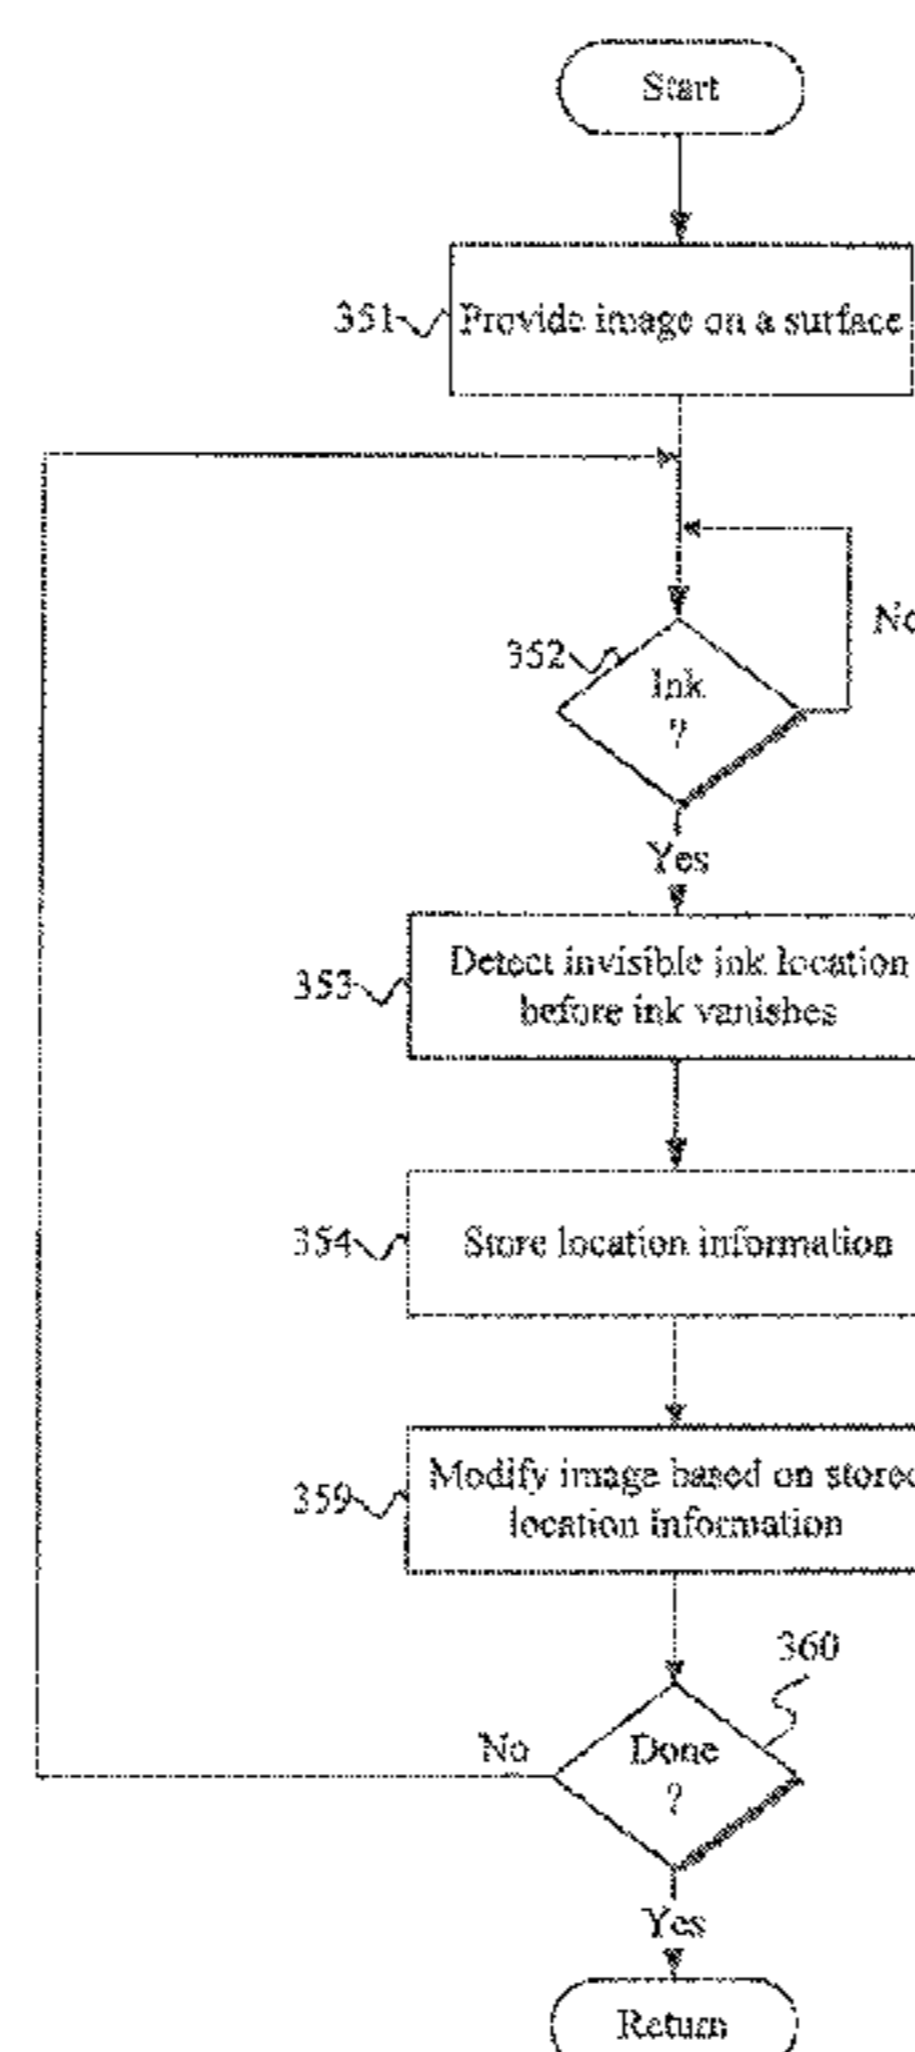 Start
351
Provide image on a surface
No
352
Ink
?
Yes
353
Detect invisible ink location
before ink vanishes
354
Store location information
359
Modify image based on stored
location information
360
No
Done
?
Yes
Return